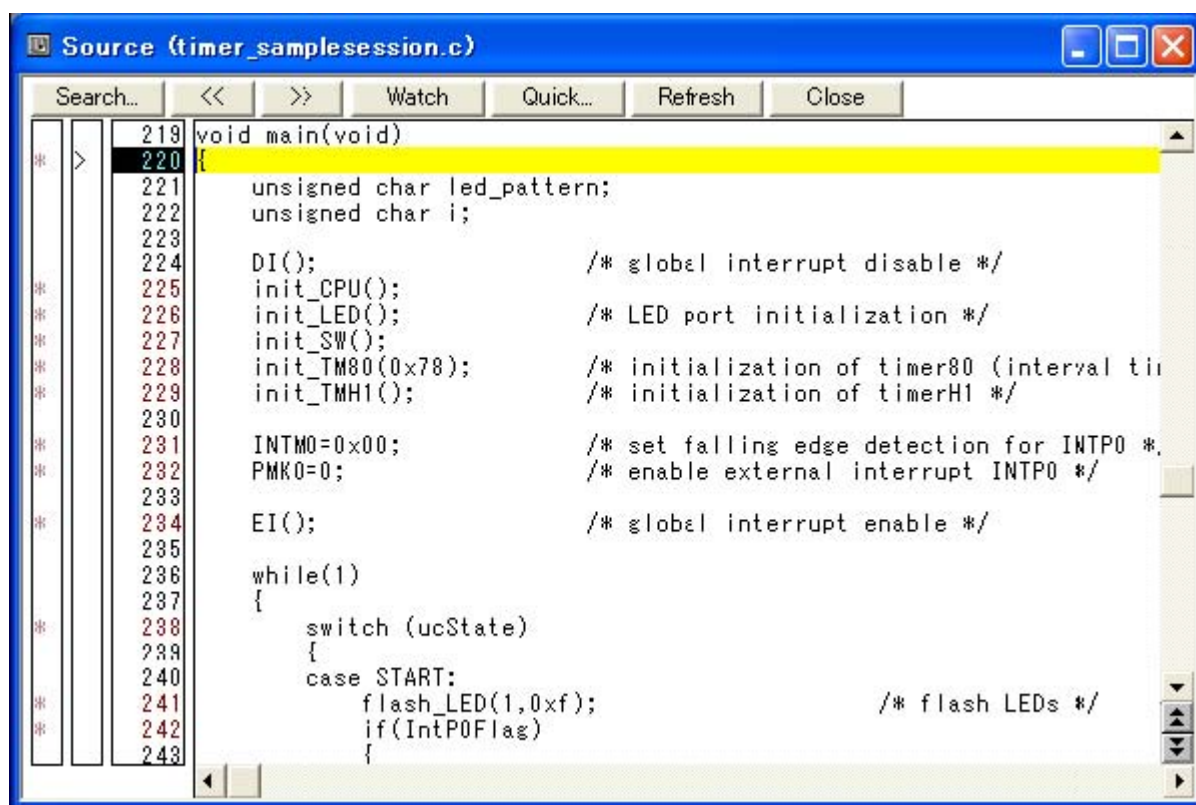 Source (timer_samplesession.c)
Search... << >> Watch Quick... Refresh Close
219 void main(void)
* > 220 {
221 unsigned char led_pattern;
222 unsigned char i;
223
224 DI(); /* global interrupt disable */
* 225 init_CPU();
* 226 init_LED(); /* LED port initialization */
* 227 init_SW();
* 228 init_TM80(0x78); /* initialization of timer80 (interval
* 229 init_TMH1(); /* initialization of timerH1 */
230
* 231 INTM0=0x00; /* set falling edge detection for INTP0 *
* 232 PMK0=0; /* enable external interrupt INTP0 */
233
* 234 EI(); /* global interrupt enable */
235
236 while(1)
237 {
* 238 switch (ucState)
239 {
240 case START:
* 241 flash_LED(1,0xf); /* flash LEDs */
* 242 if(IntP0Flag)
243 {